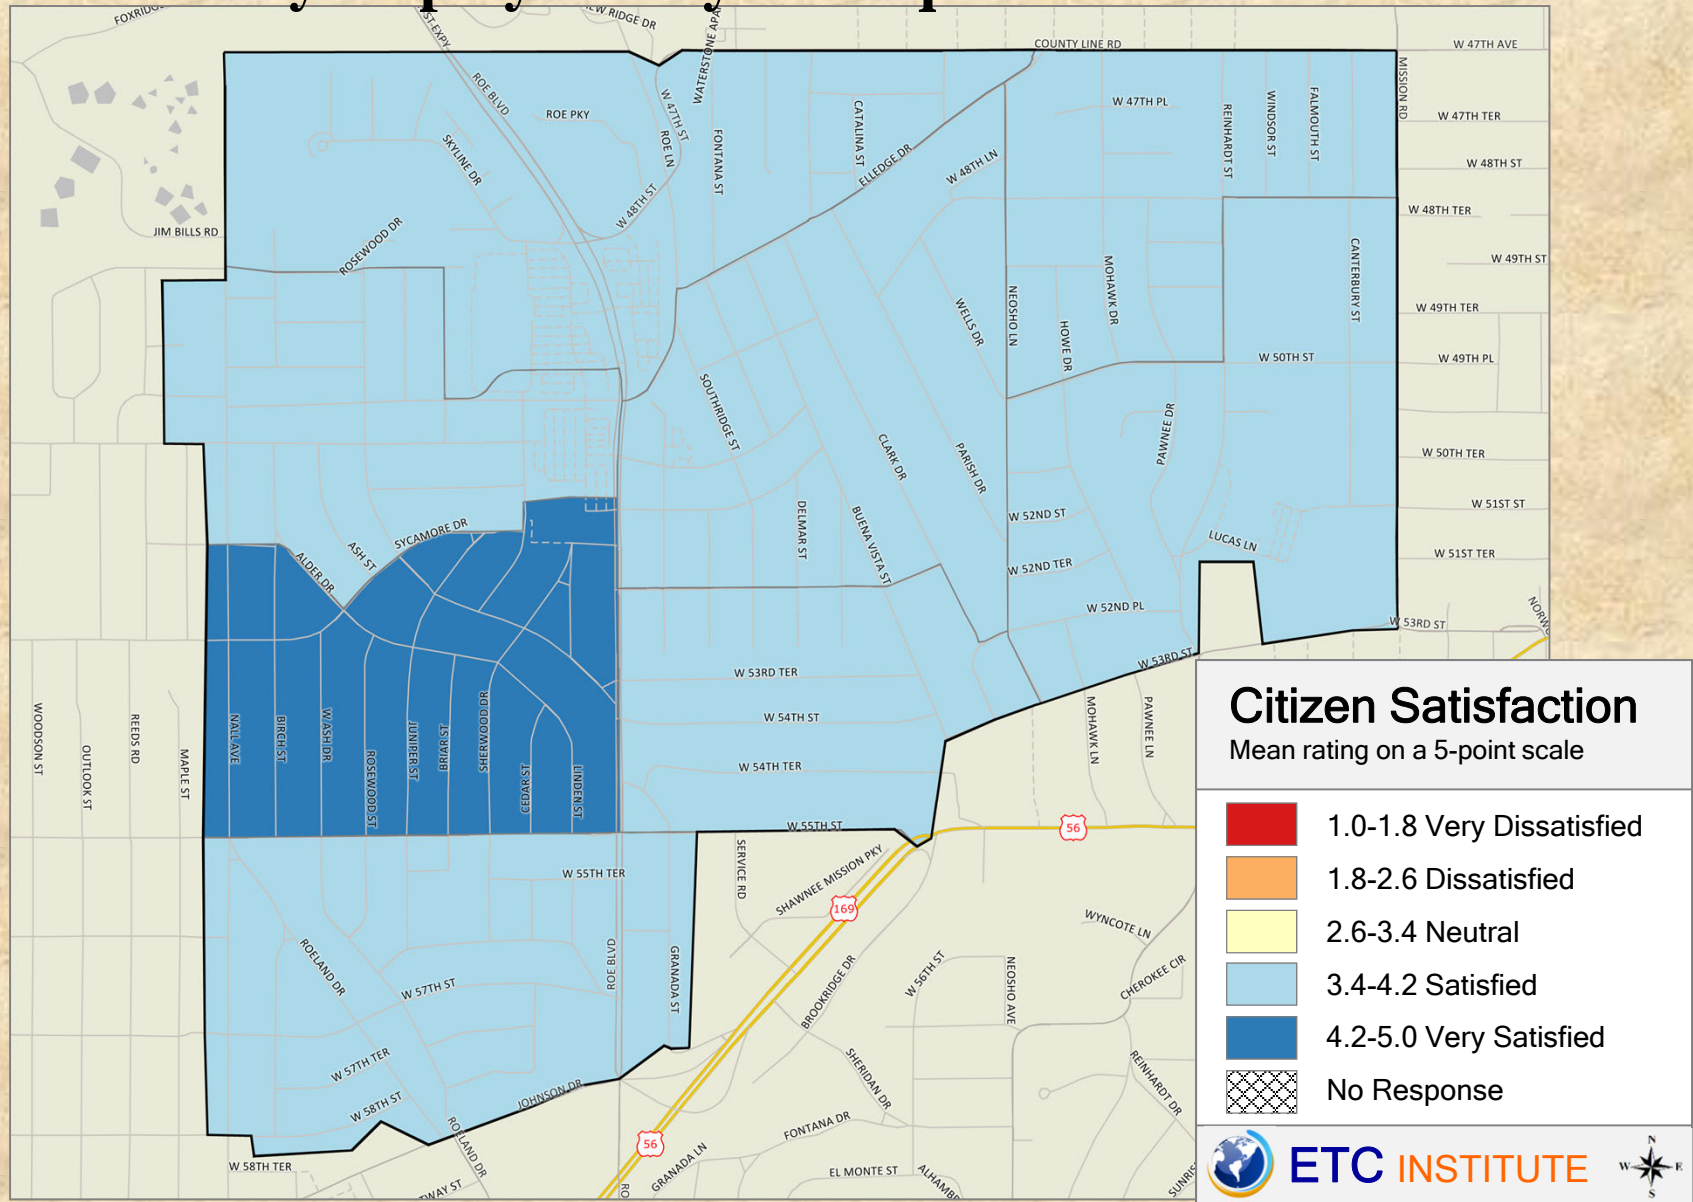 COUNTY LINE RD
W 47TH AVE
ROE BLVD
ROE PKY
W 47TH ST
W 47TH PL
MISSION RD
W 47TH TER
SKYLINE DR
ROE LN
FONTANA ST
CATALINA ST
ELLEDGE DR
W 48TH LN
REINHARDT ST
WINDSOR ST
FALMOUTH ST
W 48TH ST
W 48TH ST
W 48TH TER
JIM BILLS RD
ROSEWOOD DR
W 49TH ST
CANTERBURY ST
MOHAWK DR
NEOSHO LN
WELLS DR
HOWE DR
W 49TH TER
W 50TH ST
W 49TH PL
SOUTHRIDGE ST
CLARK DR
PARISH DR
PAWNEE DR
W 50TH TER
W 51ST ST
SYCAMORE DR
ASH ST
ALDER DR
DELMAR ST
BUENA VISTA ST
W 52ND ST
W 52ND TER
LUCAS LN
W 51ST TER
W 52ND PL
W 53RD ST
W 53RD ST
W 53RD TER
W 54TH ST
W 54TH TER
W 55TH ST
WOODSON ST
OUTLOOK ST
REEDS RD
MAPLE ST
NALL AVE
BIRCH ST
W ASH DR
ROSEWOOD ST
JUNIPER ST
BRIAR ST
SHERWOOD DR
CEDAR ST
LINDEN ST
MOHAWK LN
PAWNEE LN
56
W 55TH TER
SERVICE RD
SHAWNEE MISSION PKY
169
ROELAND DR
W 57TH ST
ROE BLVD
GRANADA ST
BROOKRIDGE DR
W 56TH ST
NEOSHO AVE
WYNCOTE LN
CHEROKEE CIR
W 57TH TER
W 58TH ST
JOHNSON DR
ROELAND DR
W 58TH TER
56
GRANADA LN
FONTANA DR
SHERIDAN DR
EL MONTE ST
REINHARDT DR
Citizen Satisfaction
Mean rating on a 5-point scale
1.0-1.8 Very Dissatisfied
1.8-2.6 Dissatisfied
2.6-3.4 Neutral
3.4-4.2 Satisfied
4.2-5.0 Very Satisfied
No Response
ETC INSTITUTE
N
W E
S